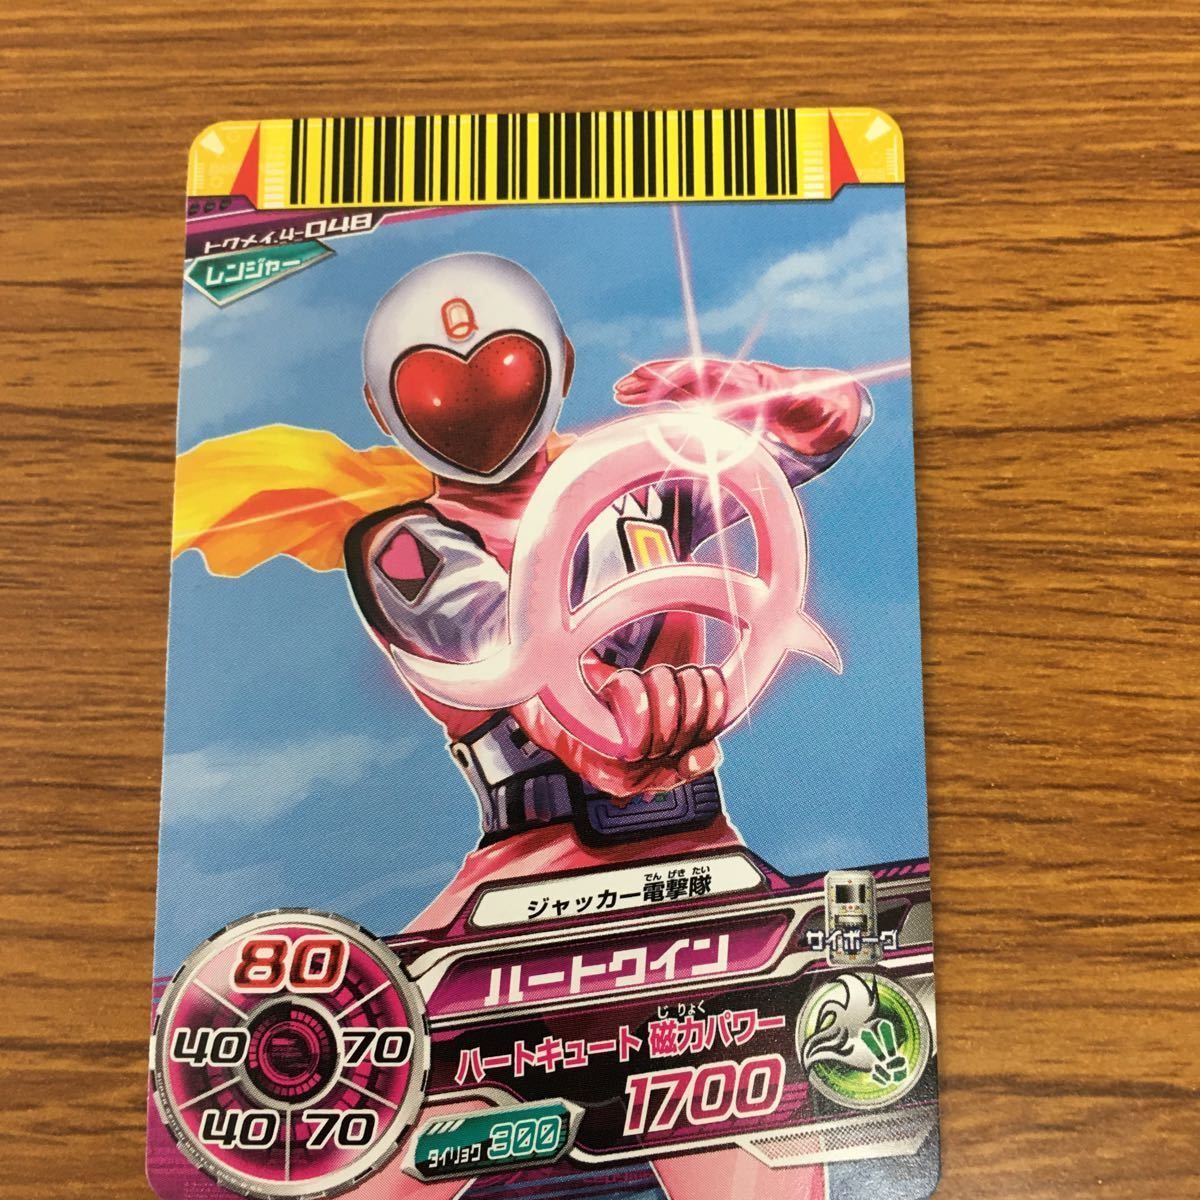 トクメイ.4-048
レンジャー
Q
でん げき たい
ジャッカー電撃隊
サイボーグ
ハートクイン
じ りょく
ハートキュート 磁力パワー
1700
80
40
70
40
70
タイリョク 300